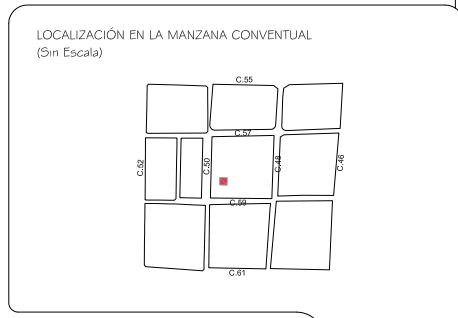 LOCALIZACIÓN EN LA MANZANA CONVENTUAL
(Sin Escala)
C.55
C.57
C.52
C.50
C.48
C.46
C.59
C.61